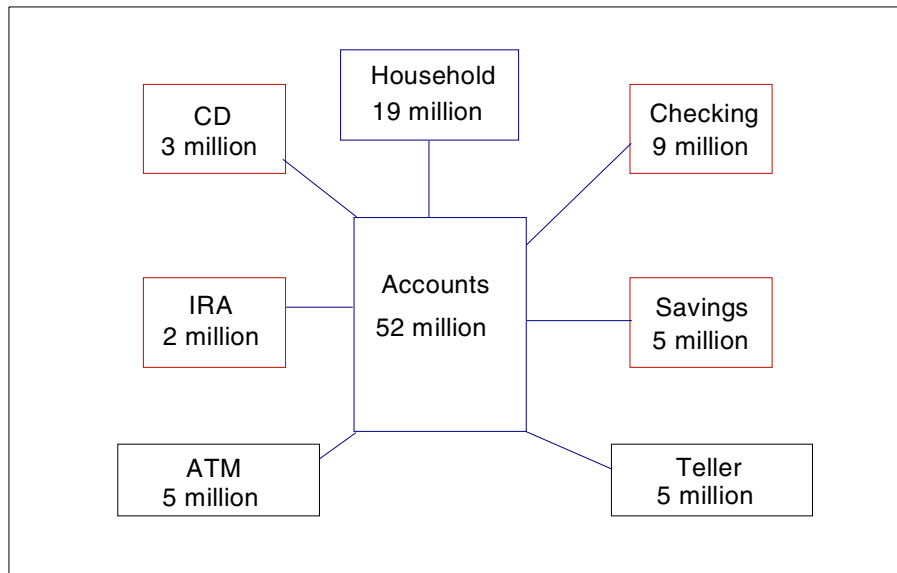 Household
19 million
CD
3 million
Checking
9 million
Accounts
52 million
IRA
2 million
Savings
5 million
ATM
5 million
Teller
5 million